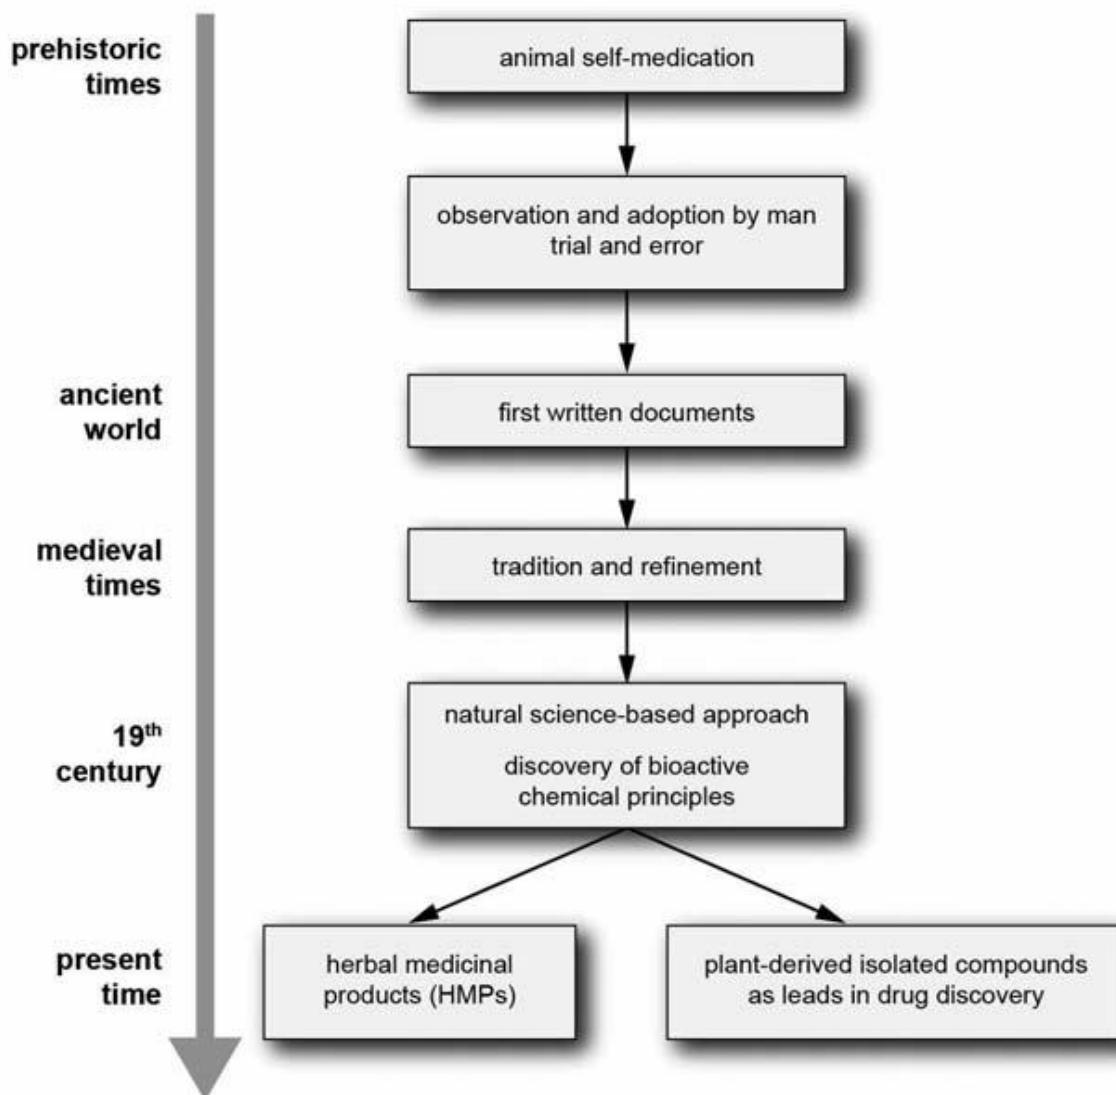 prehistoric
times
animal self-medication
observation and adoption by man
trial and error
ancient
world
first written documents
medieval
times
tradition and refinement
19th
century
natural science-based approach
discovery of bioactive
chemical principles
present
time
herbal medicinal
products (HMPs)
plant-derived isolated compounds
as leads in drug discovery